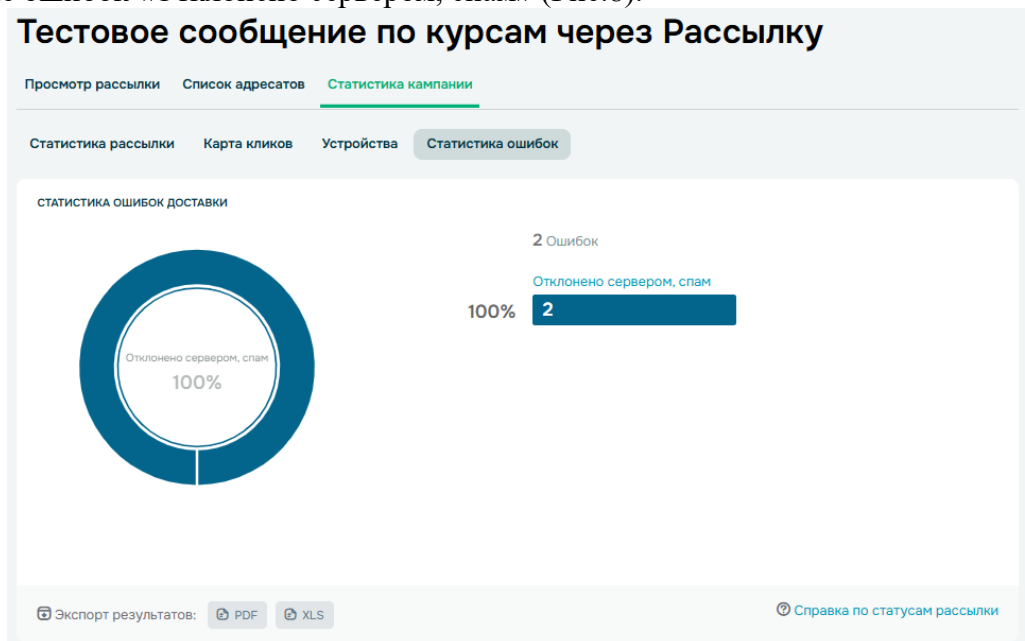 Тестовое сообщение по курсам через Рассылку
Просмотр рассылки Список адресатов Статистика кампании
Статистика рассылки Карта кликов Устройства Статистика ошибок
СТАТИСТИКА ОШИБОК ДОСТАВКИ
2 Ошибок
Отклонено сервером, спам
100% 2
Отклонено сервером, спам
100%
Экспорт результатов: PDF XLS
Справка по статусам рассылки